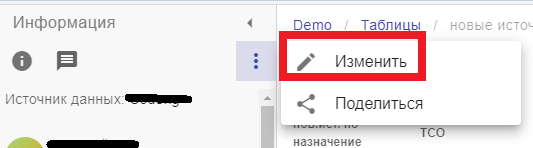 Информация
Demo / Таблицы / новые источ
Изменить
Источник данных:
Поделиться
назначение
ТСО